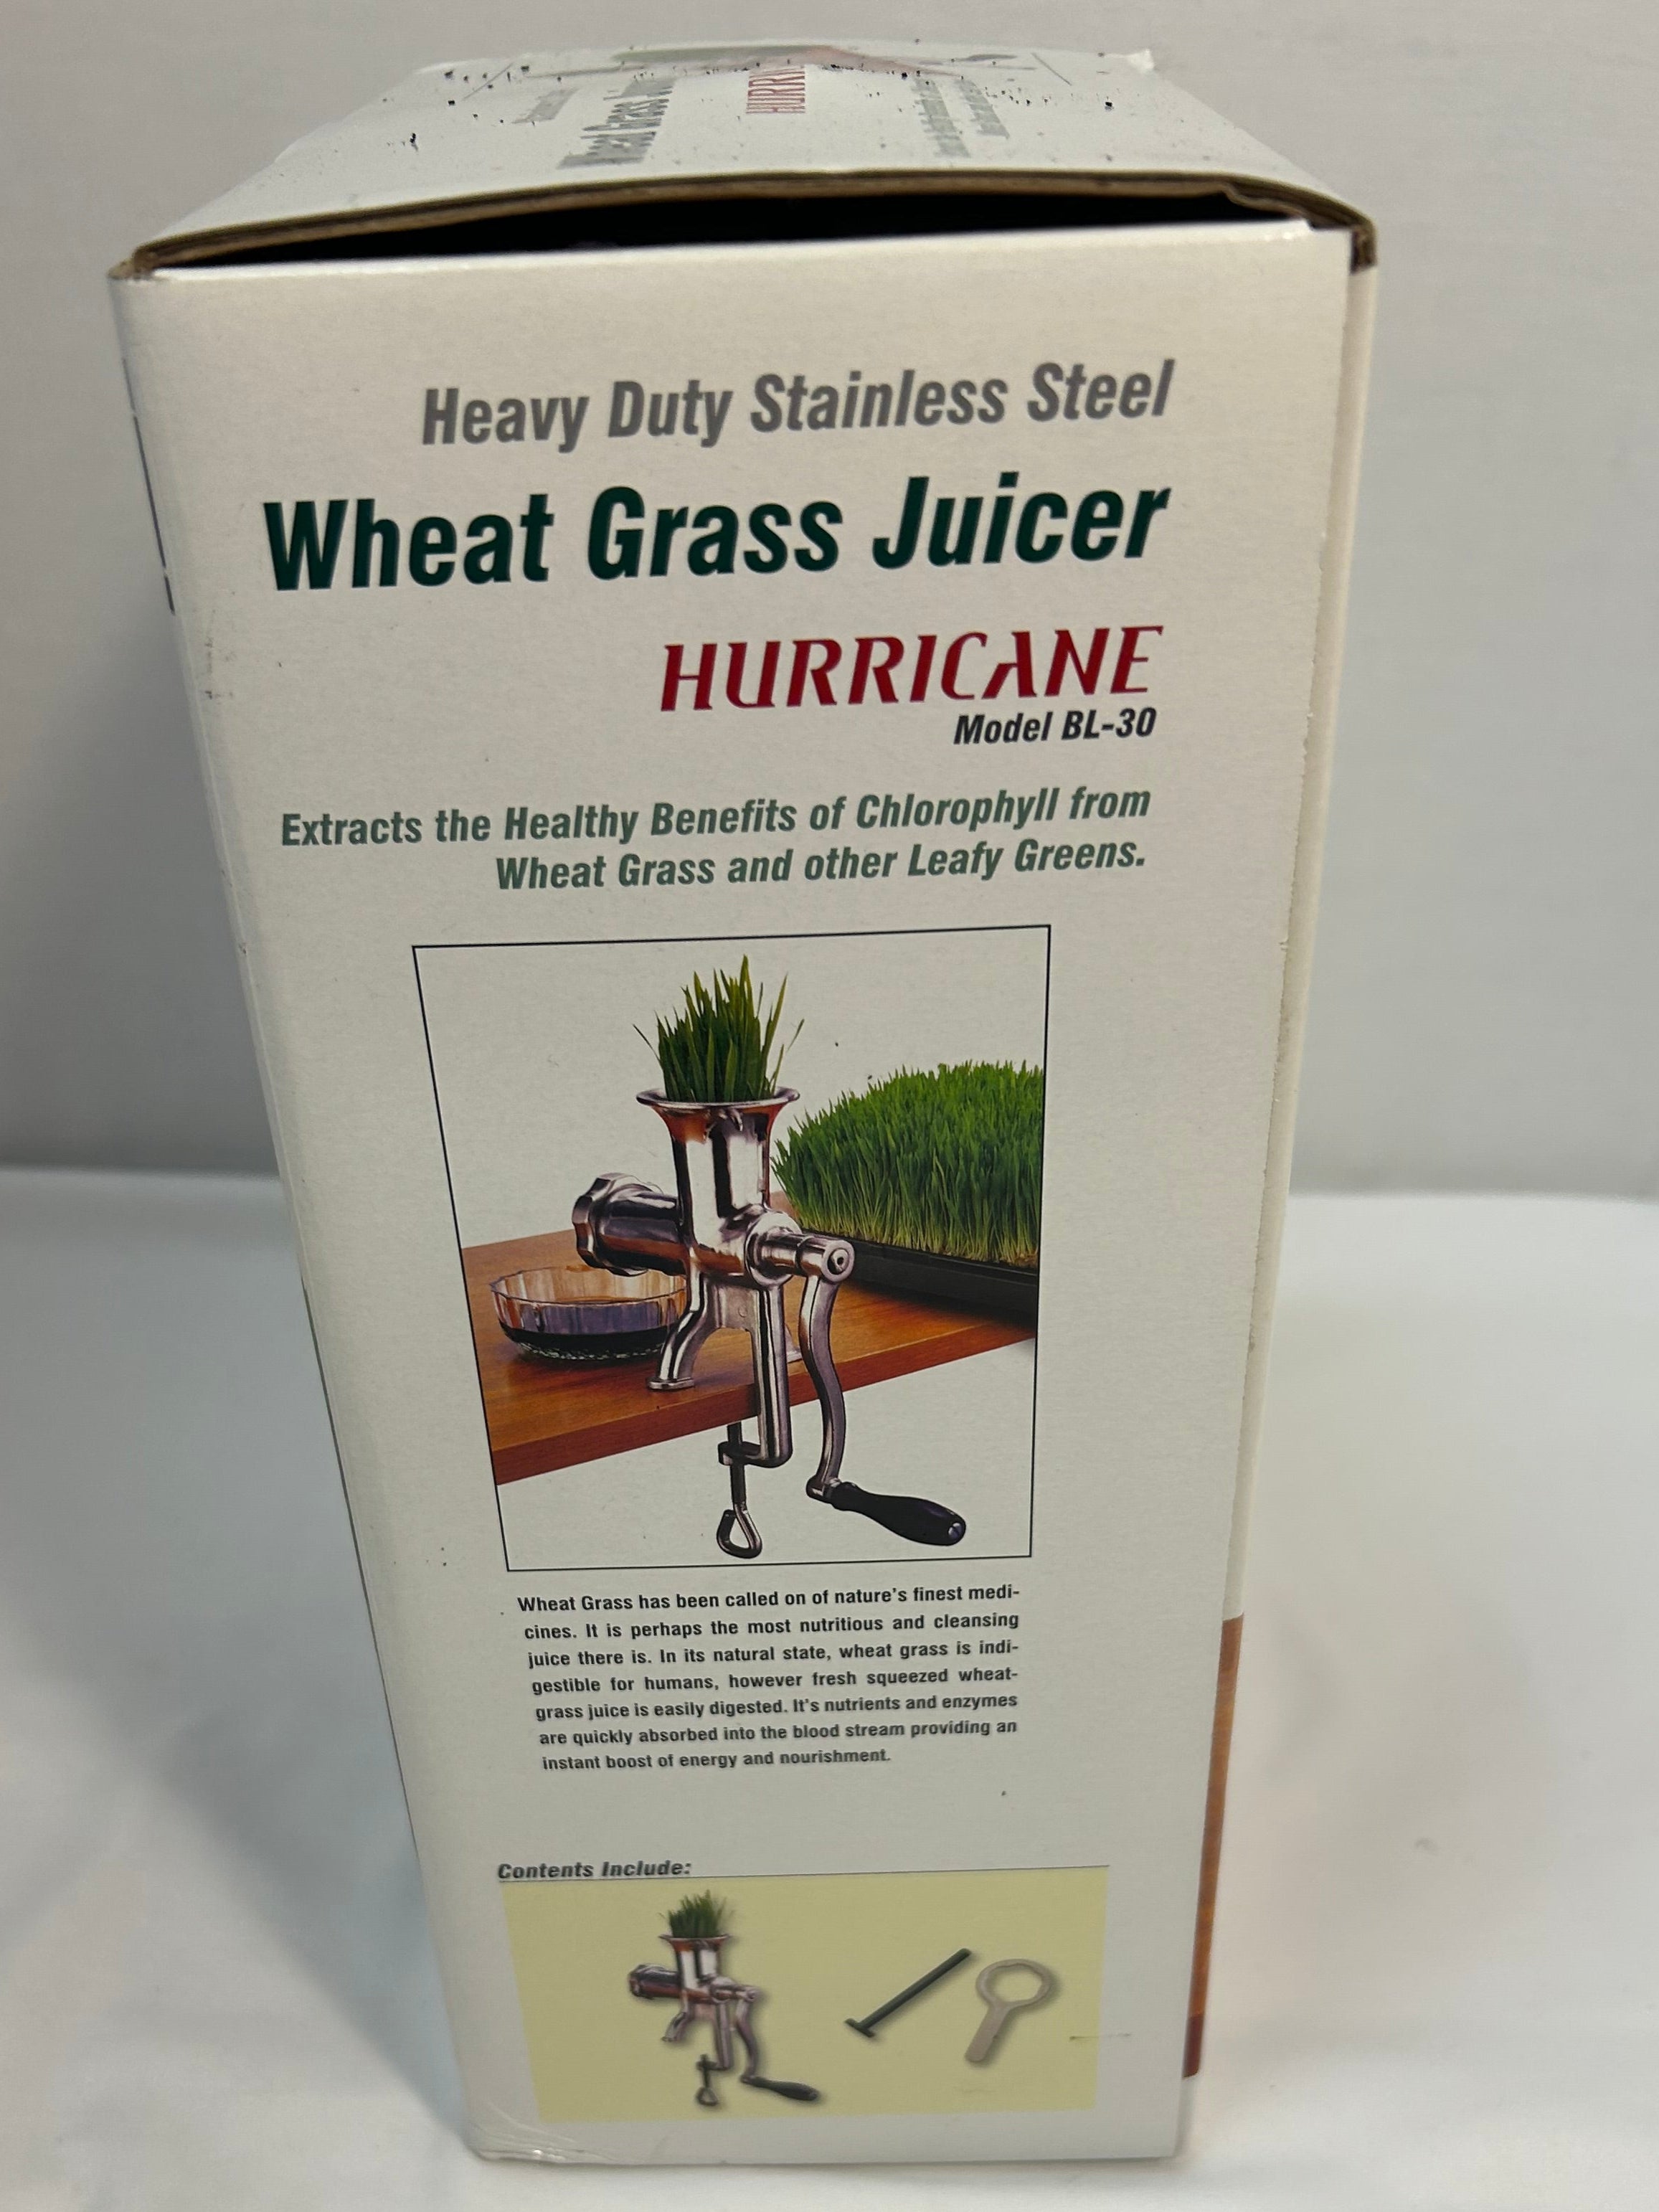 Wheat Grass
HURRIC
Heavy Duty Stainless Steel
Wheat Grass Juicer
HURRICANE
Model BL-30
Extracts the Healthy Benefits of Chlorophyll from
Wheat Grass and other Leafy Greens.
Wheat Grass has been called on of nature's finest medi-
cines. It is perhaps the most nutritious and cleansing
juice there is. In its natural state, wheat grass is indi-
gestible for humans, however fresh squeezed wheat-
grass juice is easily digested. It's nutrients and enzymes
are quickly absorbed into the blood stream providing an
instant boost of energy and nourishment.
Contents Include: